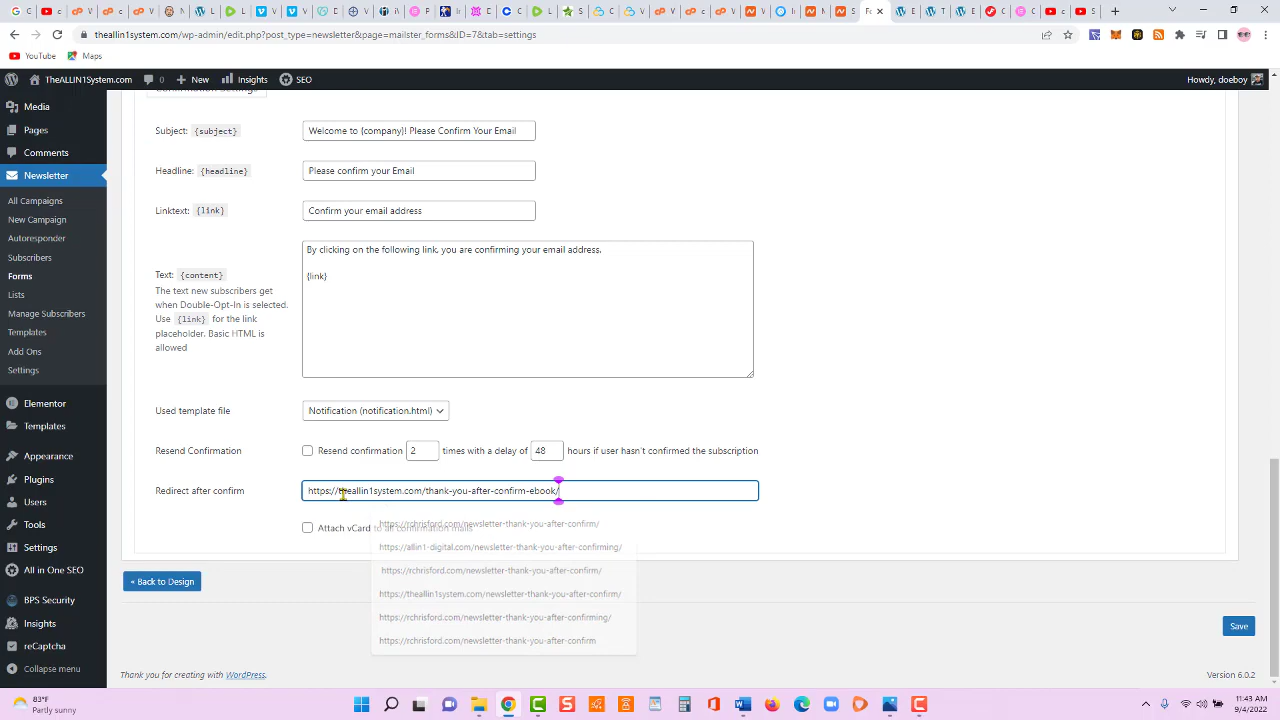 theallin1system.com/wp-admin/edit.php?post_type=newsletter&page=mailster_forms&ID=7&tab=settings
YouTube
Maps
TheALLIN1System.com
0
New
Insights
SEO
Howdy, doeboy
Media
Pages
Comments
Newsletter
All Campaigns
New Campaign
Autoresponder
Subscribers
Forms
Lists
Manage Subscribers
Templates
Add Ons
Settings
Elementor
Templates
Appearance
Plugins
Users
Tools
Settings
All in One SEO
BPS Security
Insights
reCaptcha
Collapse menu
Confirmation Settings
Subject: {subject}
Welcome to {company}! Please Confirm Your Email
Headline: {headline}
Please confirm your Email
Linktext: {link}
Confirm your email address
Text: {content}
The text new subscribers get
when Double-Opt-In is selected.
Use {link} for the link
placeholder. Basic HTML is
allowed
By clicking on the following link, you are confirming your email address.
{link}
Used template file
Notification (notification.html)
Resend Confirmation
Resend confirmation 2 times with a delay of 48 hours if user hasn't confirmed the subscription
Redirect after confirm
https://theallin1system.com/thank-you-after-confirm-ebook/
Attach vCard to all confirmation mails
https://rchrisford.com/newsletter-thank-you-after-confirm/
https://allin1-digital.com/newsletter-thank-you-after-confirming/
https://rchrisford.com/newsletter-thank-you-after-confirm/
https://theallin1system.com/newsletter-thank-you-after-confirm/
https://rchrisford.com/newsletter-thank-you-after-confirming/
https://rchrisford.com/newsletter-thank-you-after-confirm
« Back to Design
Save
Thank you for creating with WordPress.
Version 6.0.2
83°F
Partly sunny
11:43 AM
9/4/2022